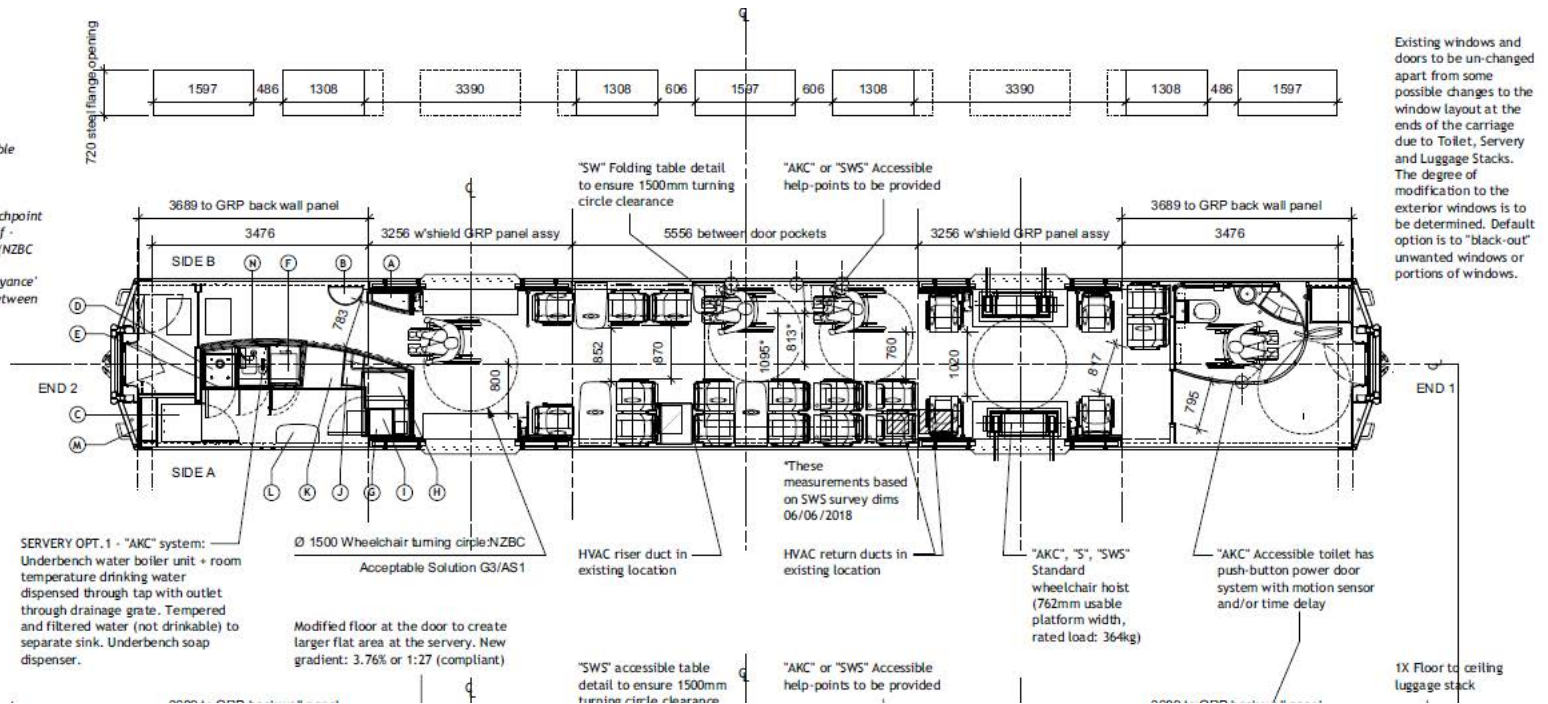 720 steel flange opening
1597
486
1308
3390
1308
606
1597
606
1308
3390
1308
486
1597
Existing windows and
doors to be un-changed
apart from some
possible changes to the
window layout at the
ends of the carriage
due to Toilet, Servery
and Luggage Stacks.
The degree of
modification to the
exterior windows is to
be determined. Default
option is to "black-out"
unwanted windows or
portions of windows.
"SW" Folding table detail
to ensure 1500mm turning
circle clearance
"AKC" or "SWS" Accessible
help-points to be provided
3689 to GRP back wall panel
3689 to GRP back wall panel
3476
3256 w'shield GRP panel assy
5556 between door pockets
3256 w'shield GRP panel assy
3476
SIDE B
N
F
B
A
D
E
C
M
783
800
852
870
1095*
813*
760
1020
817
795
END 2
END 1
SIDE A
L
K
J
G
I
H
*These
measurements based
on SWS survey dims
06/06/2018
SERVERY OPT.1 - "AKC" system:
Underbench water boiler unit + room
temperature drinking water
dispensed through tap with outlet
through drainage grate. Tempered
and filtered water (not drinkable) to
separate sink. Underbench soap
dispenser.
Ø 1500 Wheelchair turning circle:NZBC
Acceptable Solution G3/AS1
Modified floor at the door to create
larger flat area at the servery. New
gradient: 3.76% or 1:27 (compliant)
HVAC riser duct in
existing location
HVAC return ducts in
existing location
"AKC", "S", "SWS"
Standard
wheelchair hoist
(762mm usable
platform width,
rated load: 364kg)
"AKC" Accessible toilet has
push-button power door
system with motion sensor
and/or time delay
"SWS" accessible table
detail to ensure 1500mm
turning circle clearance
"AKC" or "SWS" Accessible
help-points to be provided
1X Floor to ceiling
luggage stack